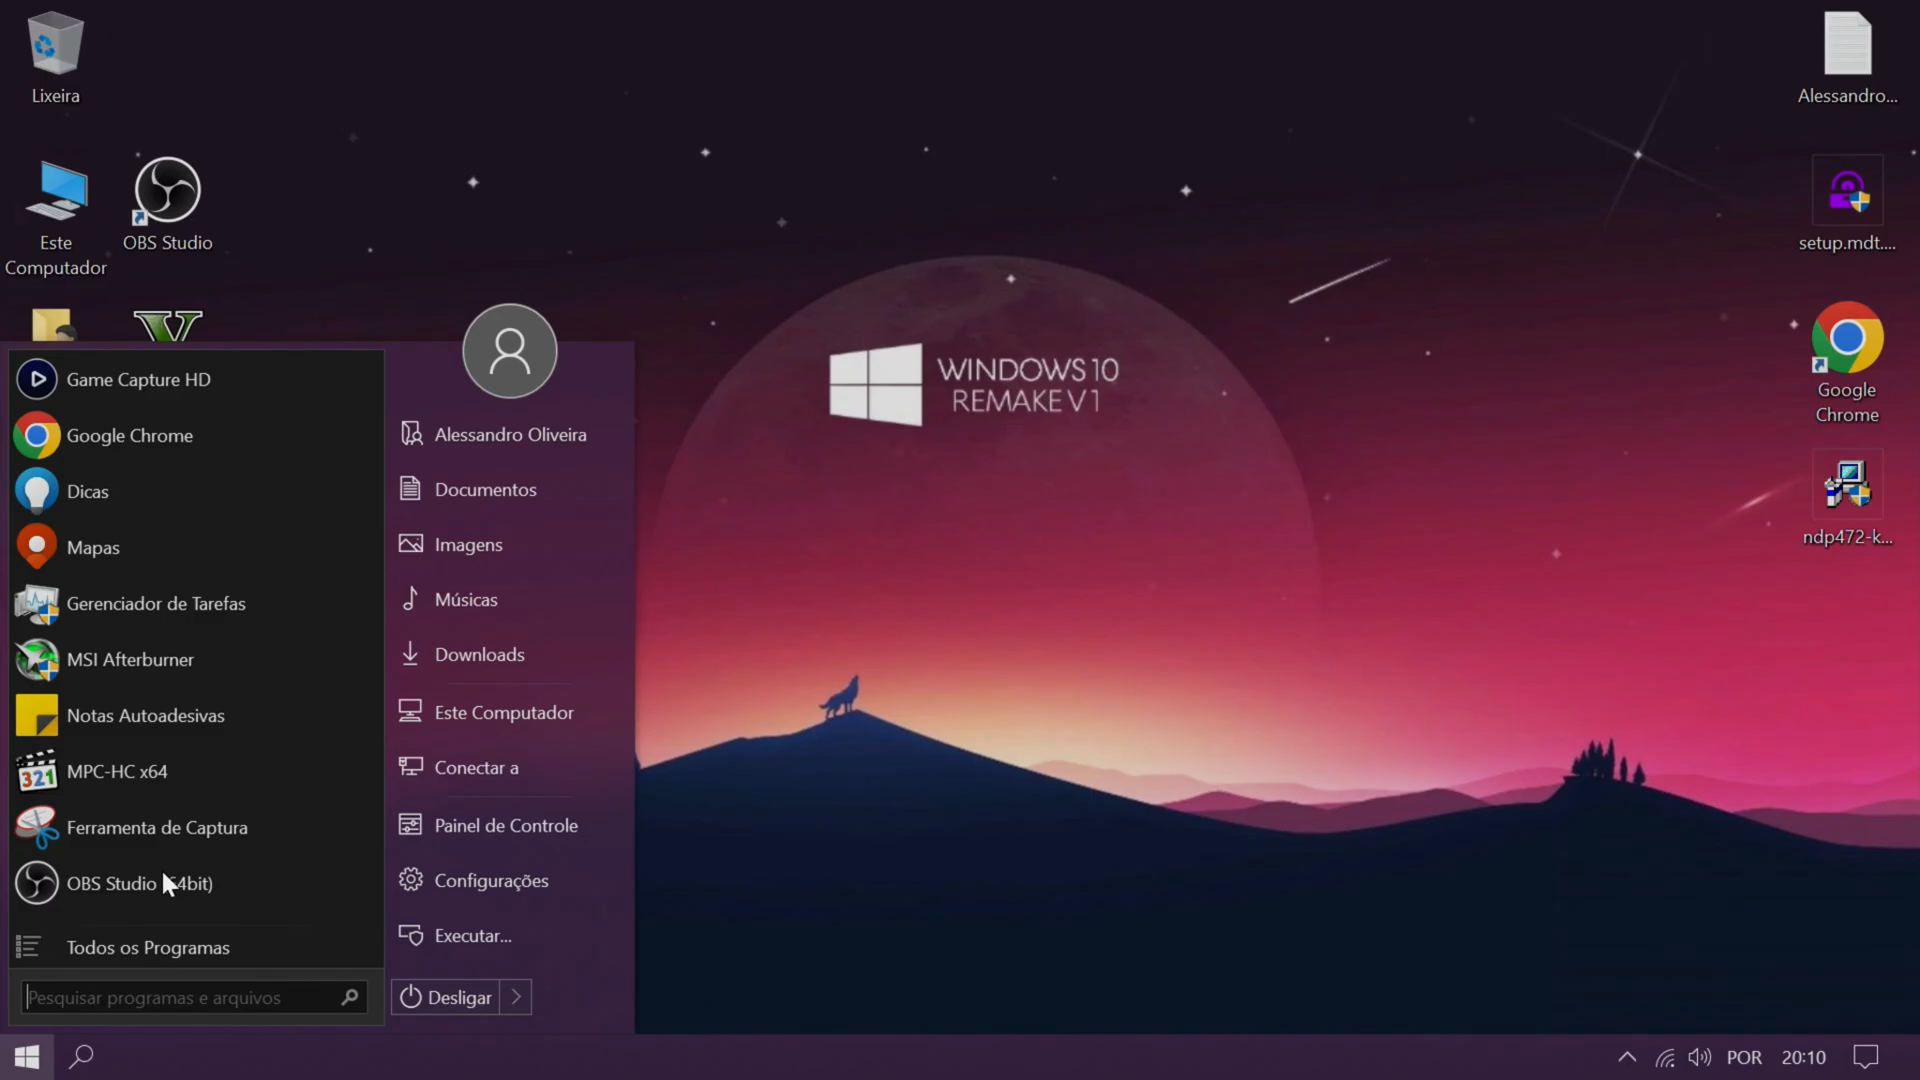 Lixeira
Este
Computador
OBS Studio
Alessandro...
setup.mdt....
Google
Chrome
ndp472-k...
WINDOWS 10
REMAKE V1
Game Capture HD
Google Chrome
Dicas
Mapas
Gerenciador de Tarefas
MSI Afterburner
Notas Autoadesivas
321
MPC-HC x64
Ferramenta de Captura
OBS Studio (64bit)
Todos os Programas
Pesquisar programas e arquivos
Alessandro Oliveira
Documentos
Imagens
Músicas
Downloads
Este Computador
Conectar a
Painel de Controle
Configurações
Executar...
Desligar
POR
20:10